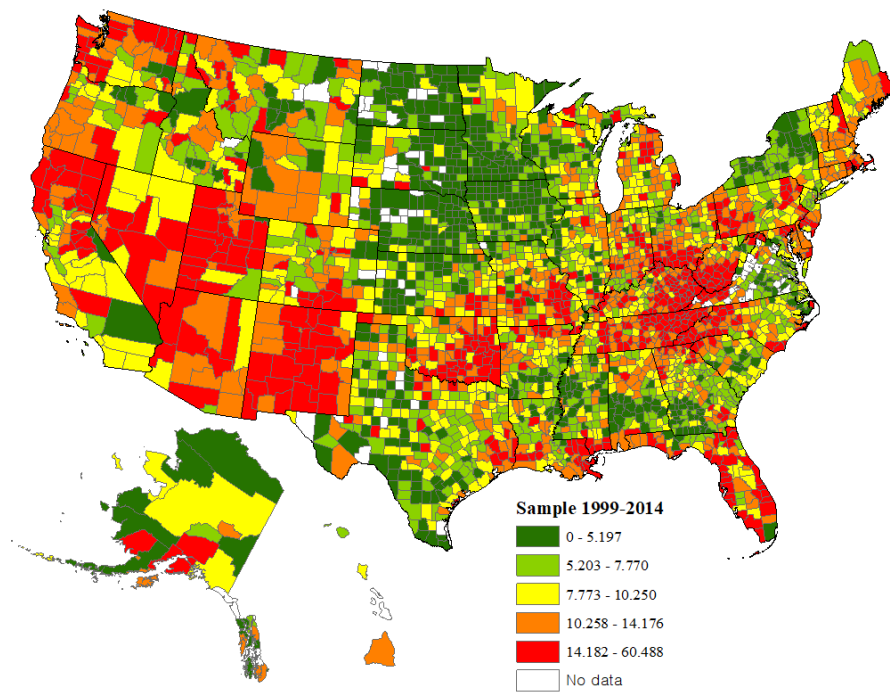 Sample 1999-2014
0 - 5.197
5.203 - 7.770
7.773 - 10.250
10.258 - 14.176
14.182 - 60.488
No data